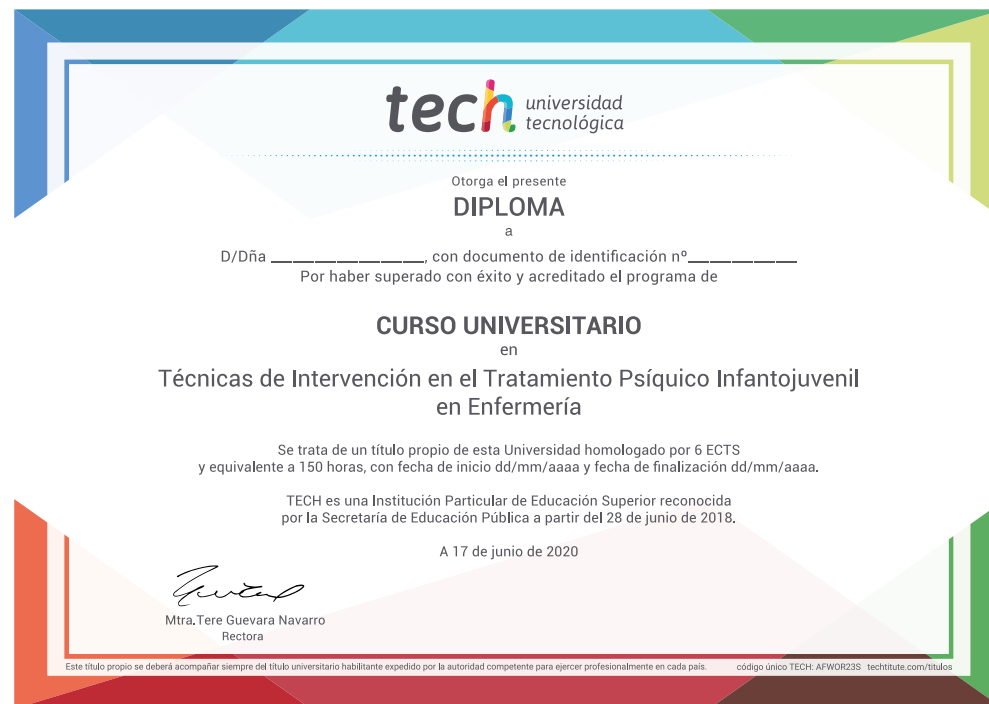 tech universidad
tecnológica
Otorga el presente
DIPLOMA
a
D/Dña ______________, con documento de identificación nº__________
Por haber superado con éxito y acreditado el programa de
CURSO UNIVERSITARIO
en
Técnicas de Intervención en el Tratamiento Psíquico Infantojuvenil
en Enfermería
Se trata de un título propio de esta Universidad homologado por 6 ECTS
y equivalente a 150 horas, con fecha de inicio dd/mm/aaaa y fecha de finalización dd/mm/aaaa.
TECH es una Institución Particular de Educación Superior reconocida
por la Secretaría de Educación Pública a partir del 28 de junio de 2018.
A 17 de junio de 2020
Mtra.Tere Guevara Navarro
Rectora
Este título propio se deberá acompañar siempre del título universitario habilitante expedido por la autoridad competente para ejercer profesionalmente en cada país. código único TECH: AFWOR23S techtitute.com/titulos